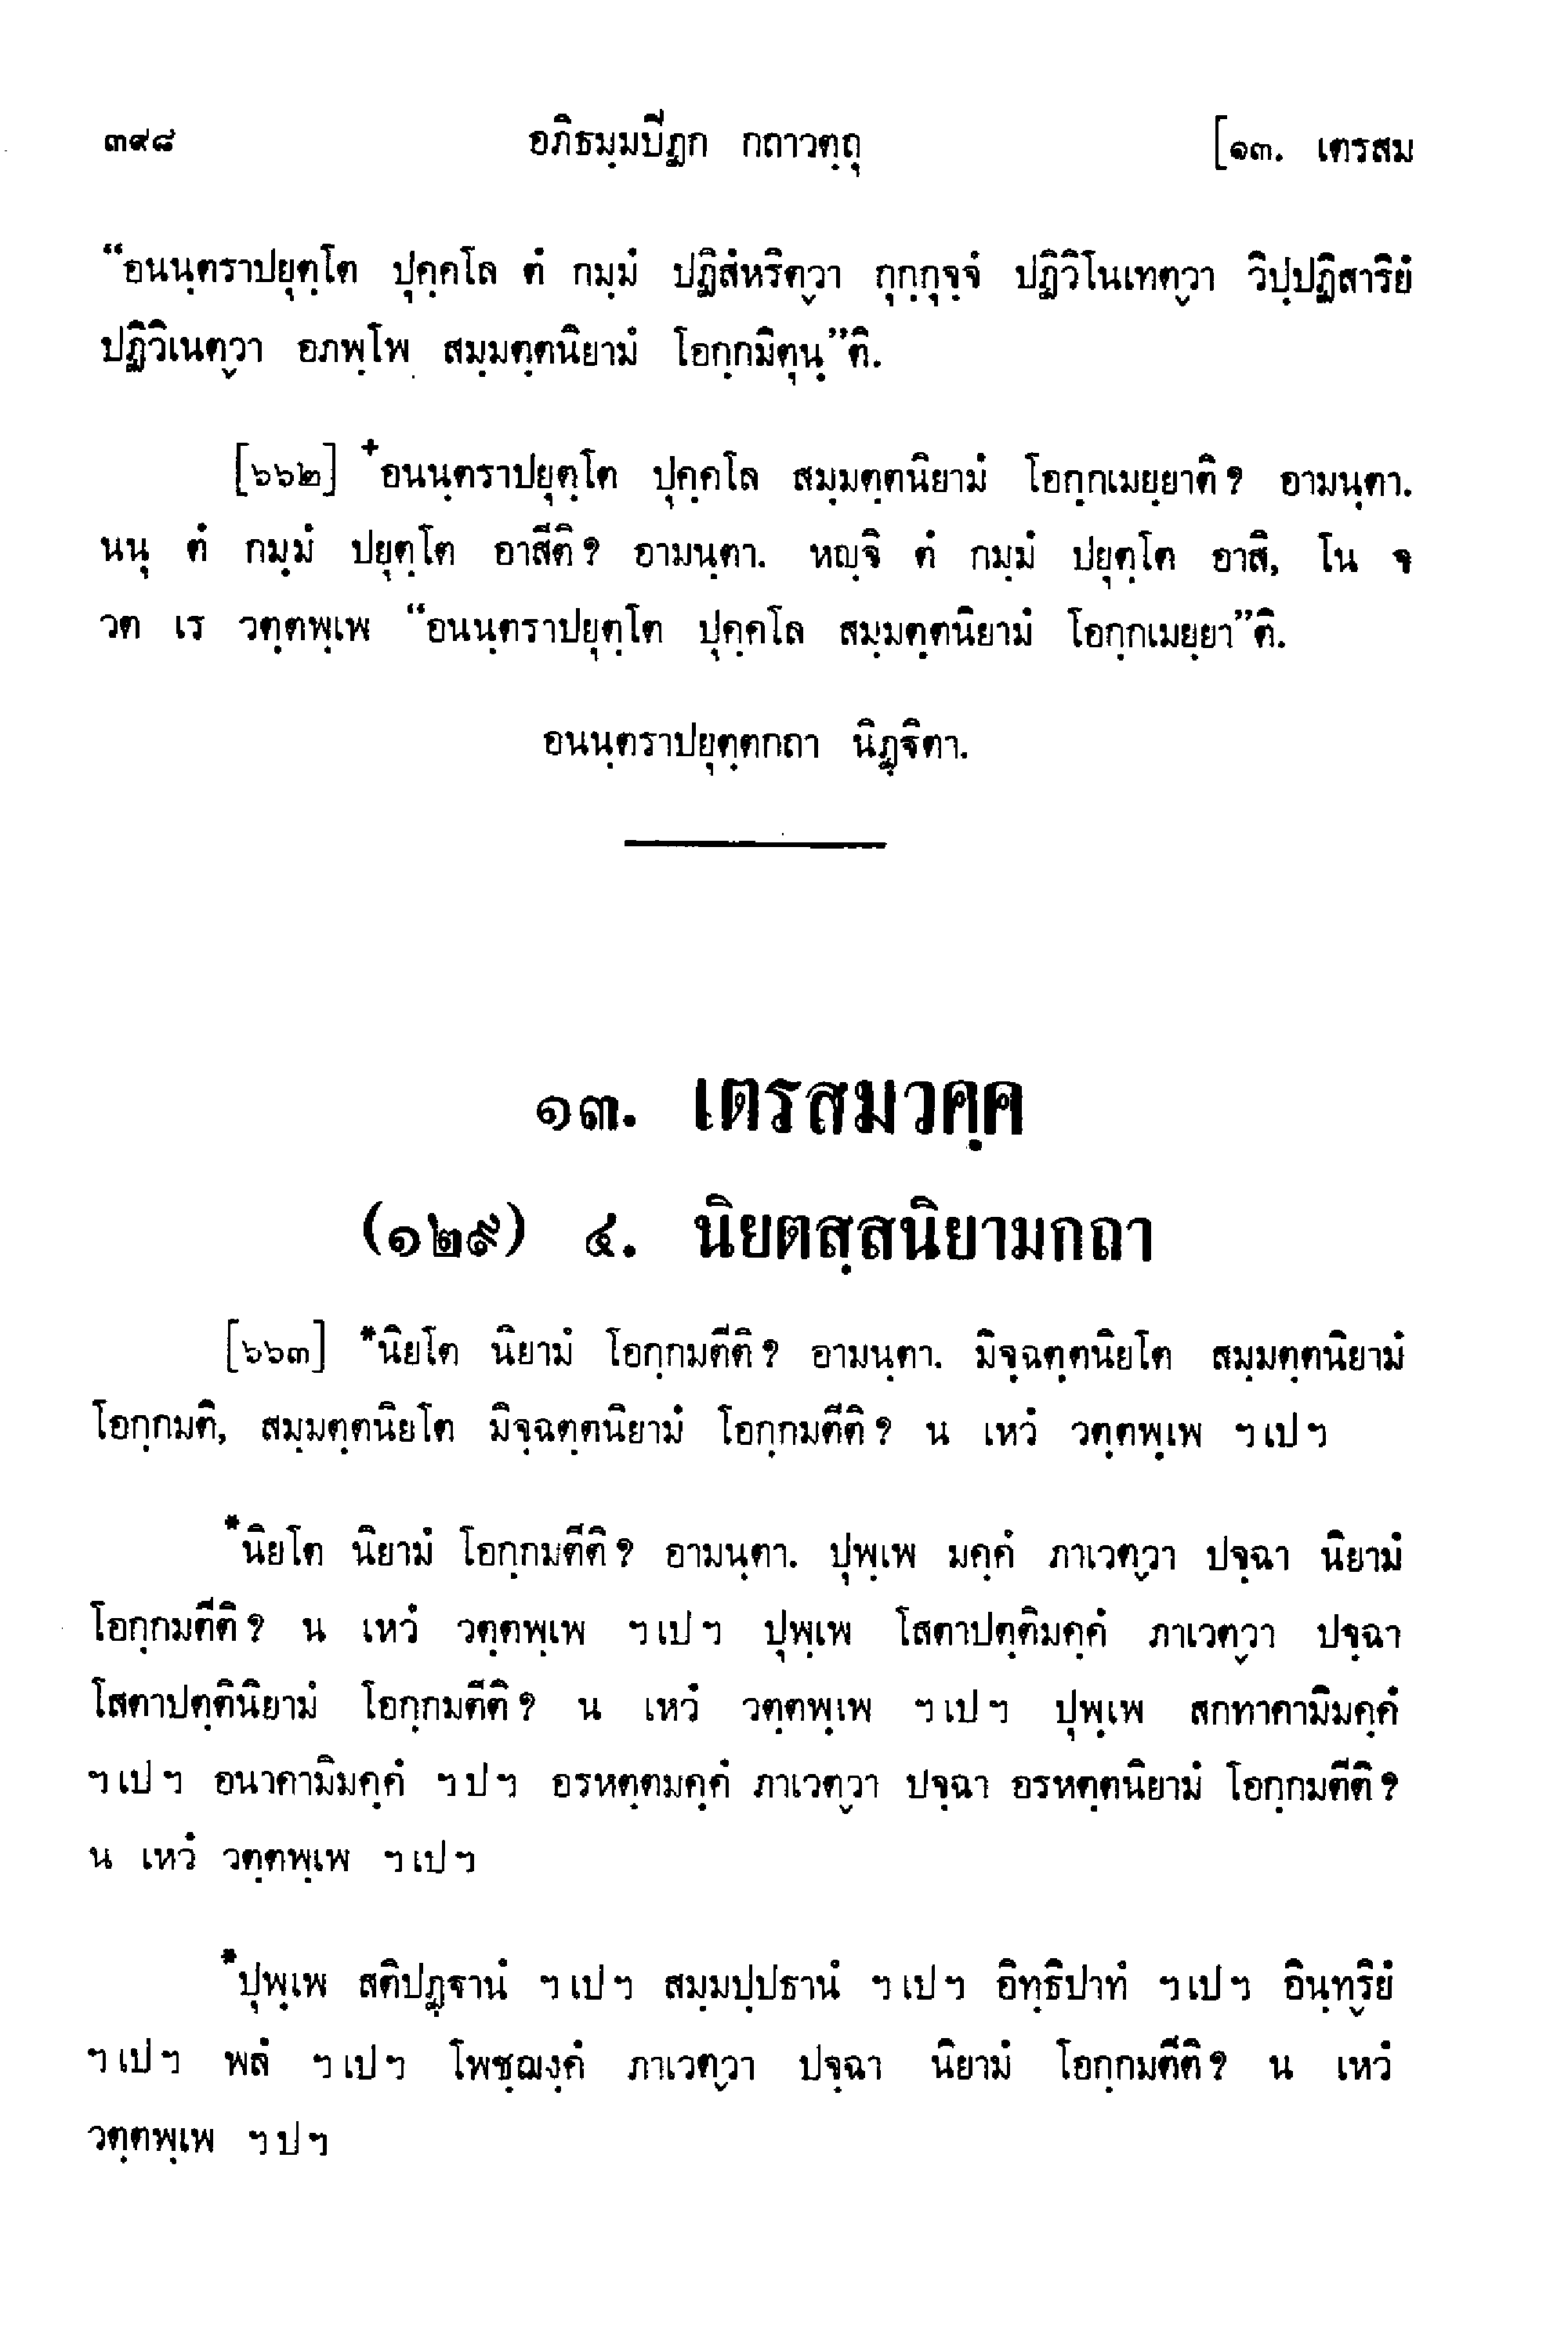 ๓๙๘ อภิธมฺมปีฏก กถาวตฺถุ [๑๓. เตรสม
“อนนฺตราปยุตฺโต ปุคฺคโล ตํ กมฺมํ ปฏิสํหริตฺวา กุกฺกุจฺจํ ปฏิวิโนเทตฺวา วิปฺปฏิสาริยํ
ปฏิวิเนตฺวา อภพฺโพ สมฺมตฺตนิยามํ โอกฺกมิตุนฺ”ติ.
[๖๖๒] +อนนฺตราปยุตฺโต ปุคฺคโล สมฺมตฺตนิยามํ โอกฺกเมยฺยาติ? อามนฺตา.
นนุ ตํ กมฺมํ ปยุตฺโต อาสีติ? อามนฺตา. หญฺจิ ตํ กมฺมํ ปยุตฺโต อาสิ, โน จ
วต เร วตฺตพฺเพ “อนนฺตราปยุตฺโต ปุคฺคโล สมฺมตฺตนิยามํ โอกฺกเมยฺยา”ติ.
อนนฺตราปยุตฺตกถา นิฏฺฐิตา.
๑๓. เตรสมวคฺค
(๑๒๙) ๔. นิยตสฺสนิยามกถา
[๖๖๓] *นิยโต นิยามํ โอกฺกมตีติ? อามนฺตา. มิจฺฉตฺตนิยโต สมฺมตฺตนิยามํ
โอกฺกมติ, สมฺมตฺตนิยโต มิจฺฉตฺตนิยามํ โอกฺกมตีติ? น เหวํ วตฺตพฺเพ ฯเปฯ
*นิยโต นิยามํ โอกฺกมตีติ? อามนฺตา. ปุพฺเพ มคฺคํ ภาเวตฺวา ปจฺฉา นิยามํ
โอกฺกมตีติ? น เหวํ วตฺตพฺเพ ฯเปฯ ปุพฺเพ โสตาปตฺติมคฺคํ ภาเวตฺวา ปจฺฉา
โสตาปตฺตินิยามํ โอกฺกมตีติ? น เหวํ วตฺตพฺเพ ฯเปฯ ปุพฺเพ สกทาคามิมคฺคํ
ฯเปฯ อนาคามิมคฺคํ ฯปฯ อรหตฺตมคฺคํ ภาเวตฺวา ปจฺฉา อรหตฺตนิยามํ โอกฺกมตีติ?
น เหวํ วตฺตพฺเพ ฯเปฯ
*ปุพฺเพ สติปฏฺฐานํ ฯเปฯ สมฺมปฺปธานํ ฯเปฯ อิทฺธิปาทํ ฯเปฯ อินฺทฺริยํ
ฯเปฯ พลํ ฯเปฯ โพชฺฌงฺคํ ภาเวตฺวา ปจฺฉา นิยามํ โอกฺกมตีติ? น เหวํ
วตฺตพฺเพ ฯปฯ